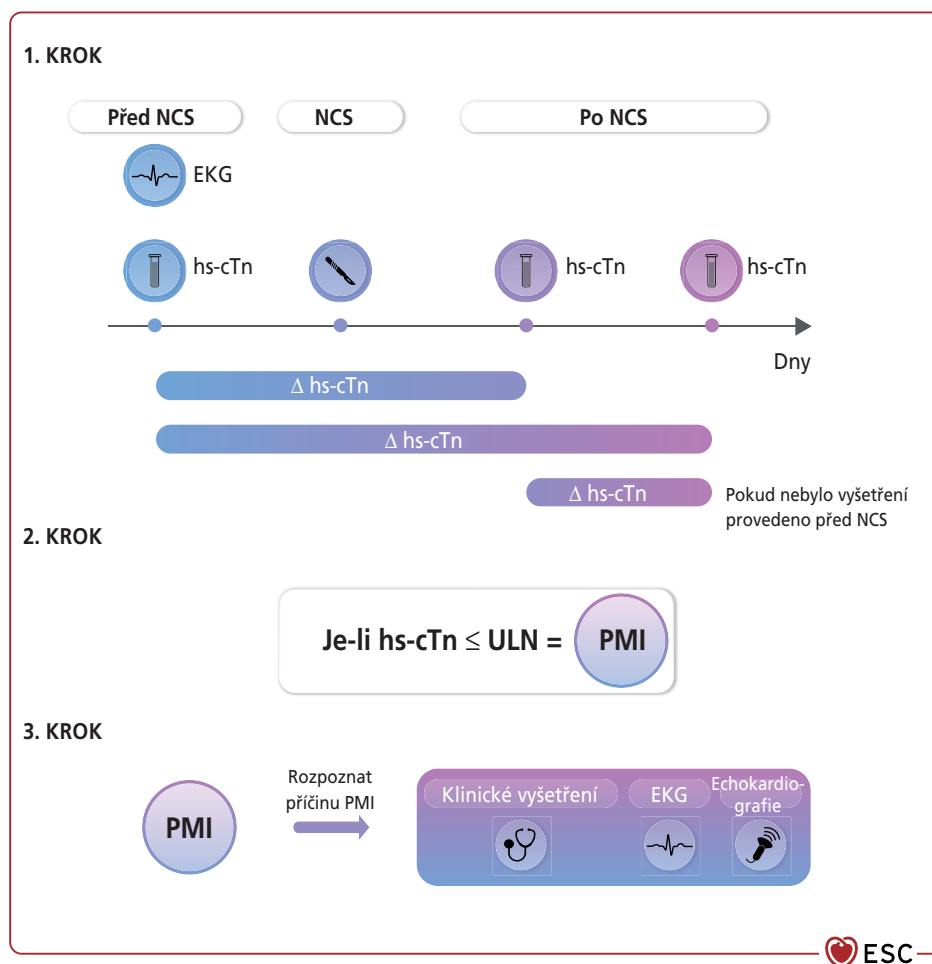 1. KROK
Před NCS
NCS
Po NCS
EKG
hs-cTn
hs-cTn
hs-cTn
Dny
Δ hs-cTn
Δ hs-cTn
Δ hs-cTn
Pokud nebylo vyšetření
provedeno před NCS
2. KROK
Je-li hs-cTn ≤ ULN =
PMI
3. KROK
PMI
Rozpoznat
příčinu PMI
Klinické vyšetření
EKG
Echokardio-
grafie
ESC